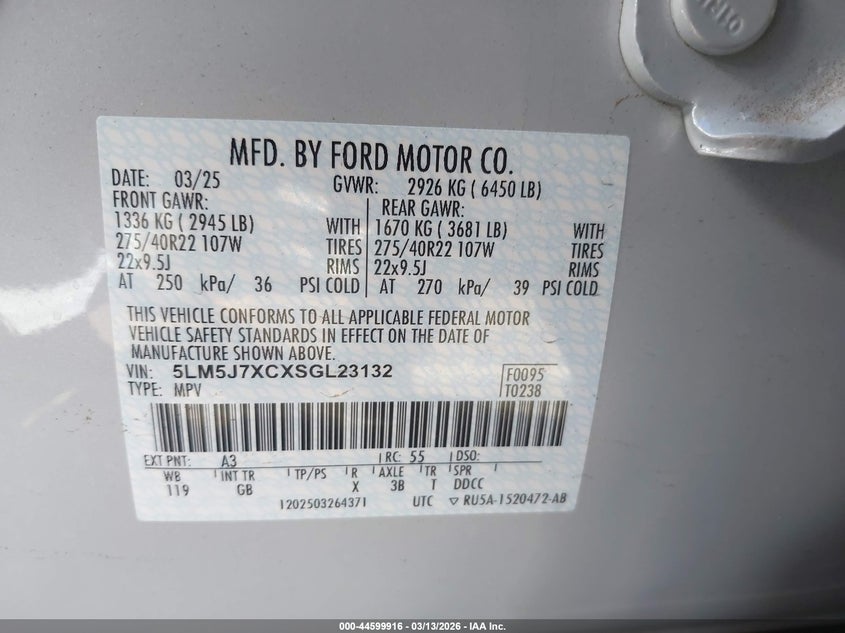 MFD. BY FORD MOTOR CO.
DATE: 03/25 GVWR: 2926 KG ( 6450 LB)
FRONT GAWR: REAR GAWR:
1336 KG ( 2945 LB) WITH 1670 KG ( 3681 LB) WITH
275/40R22 107W TIRES 275/40R22 107W TIRES
22x9.5J RIMS 22x9.5J RIMS
AT 250 kPa/ 36 PSI COLD AT 270 kPa/ 39 PSI COLD
THIS VEHICLE CONFORMS TO ALL APPLICABLE FEDERAL MOTOR
VEHICLE SAFETY STANDARDS IN EFFECT ON THE DATE OF
MANUFACTURE SHOWN ABOVE.
VIN: 5LM5J7XCXSGL23132 F0095
TYPE: MPV T0238
EXT PNT: A3 RC: 55 DSO:
WB INT TR TP/PS R AXLE TR SPR
119 GB X 3B T DDCC
1202503264371 UTC ▽ RU5A-1520472-AB
000-44599916 - 03/13/2026 - IAA Inc.